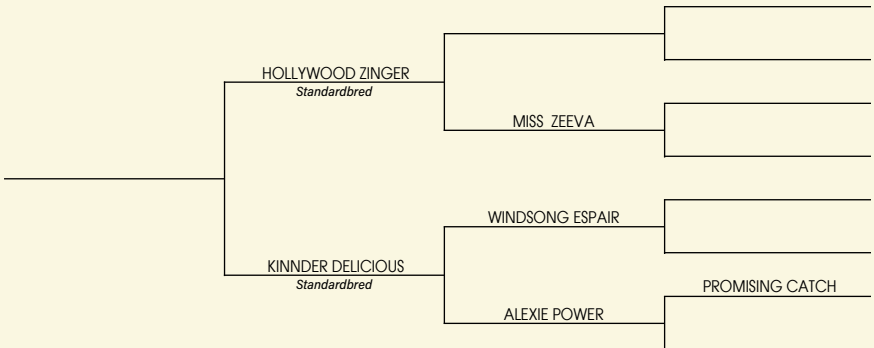 HOLLYWOOD ZINGER
Standardbred
MISS ZEEVA
WINDSONG ESPAIR
KINNDER DELICIOUS
Standardbred
PROMISING CATCH
ALEXIE POWER